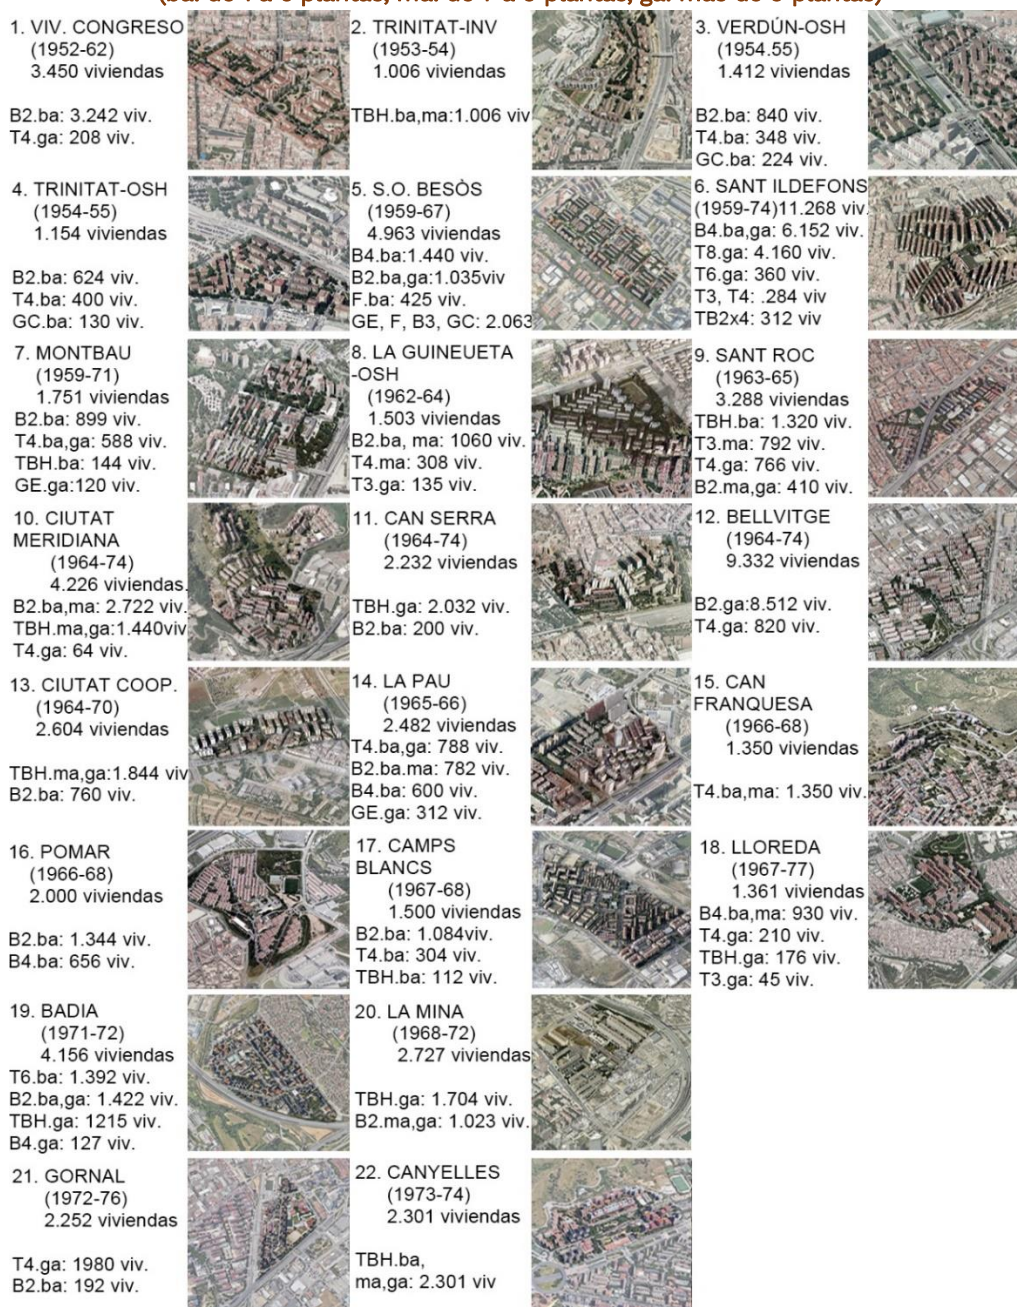 1. VIV. CONGRESO
(1952-62)
3.450 viviendas
B2.ba: 3.242 viv.
T4.ga: 208 viv.
2. TRINITAT-INV
(1953-54)
1.006 viviendas
TBH.ba,ma:1.006 viv
3. VERDÚN-OSH
(1954.55)
1.412 viviendas
B2.ba: 840 viv.
T4.ba: 348 viv.
GC.ba: 224 viv.
4. TRINITAT-OSH
(1954-55)
1.154 viviendas
B2.ba: 624 viv.
T4.ba: 400 viv.
GC.ba: 130 viv.
5. S.O. BESÒS
(1959-67)
4.963 viviendas
B4.ba:1.440 viv.
B2.ba,ga:1.035viv
F.ba: 425 viv.
GE, F, B3, GC: 2.063
6. SANT ILDEFONS
(1959-74)11.268 viv.
B4.ba,ga: 6.152 viv.
T8.ga: 4.160 viv.
T6.ga: 360 viv.
T3, T4: .284 viv
TB2x4: 312 viv
7. MONTBAU
(1959-71)
1.751 viviendas
B2.ba: 899 viv.
T4.ba,ga: 588 viv.
TBH.ba: 144 viv.
GE.ga:120 viv.
8. LA GUINEUETA
-OSH
(1962-64)
1.503 viviendas
B2.ba, ma: 1060 viv.
T4.ma: 308 viv.
T3.ga: 135 viv.
9. SANT ROC
(1963-65)
3.288 viviendas
TBH.ba: 1.320 viv.
T3.ma: 792 viv.
T4.ga: 766 viv.
B2.ma,ga: 410 viv.
10. CIUTAT
MERIDIANA
(1964-74)
4.226 viviendas.
B2.ba,ma: 2.722 viv.
TBH.ma,ga:1.440viv
T4.ga: 64 viv.
11. CAN SERRA
(1964-74)
2.232 viviendas
TBH.ga: 2.032 viv.
B2.ba: 200 viv.
12. BELLVITGE
(1964-74)
9.332 viviendas
B2.ga:8.512 viv.
T4.ga: 820 viv.
13. CIUTAT COOP.
(1964-70)
2.604 viviendas
TBH.ma,ga:1.844 viv
B2.ba: 760 viv.
14. LA PAU
(1965-66)
2.482 viviendas
T4.ba,ga: 788 viv.
B2.ba.ma: 782 viv.
B4.ba: 600 viv.
GE.ga: 312 viv.
15. CAN
FRANQUESA
(1966-68)
1.350 viviendas
T4.ba,ma: 1.350 viv.
16. POMAR
(1966-68)
2.000 viviendas
B2.ba: 1.344 viv.
B4.ba: 656 viv.
17. CAMPS
BLANCS
(1967-68)
1.500 viviendas
B2.ba: 1.084viv.
T4.ba: 304 viv.
TBH.ba: 112 viv.
18. LLOREDA
(1967-77)
1.361 viviendas
B4.ba,ma: 930 viv.
T4.ga: 210 viv.
TBH.ga: 176 viv.
T3.ga: 45 viv.
19. BADIA
(1971-72)
4.156 viviendas
T6.ba: 1.392 viv.
B2.ba,ga: 1.422 viv.
TBH.ga: 1215 viv.
B4.ga: 127 viv.
20. LA MINA
(1968-72)
2.727 viviendas
TBH.ga: 1.704 viv.
B2.ma,ga: 1.023 viv.
21. GORNAL
(1972-76)
2.252 viviendas
T4.ga: 1980 viv.
B2.ba: 192 viv.
22. CANYELLES
(1973-74)
2.301 viviendas
TBH.ba,
ma,ga: 2.301 viv